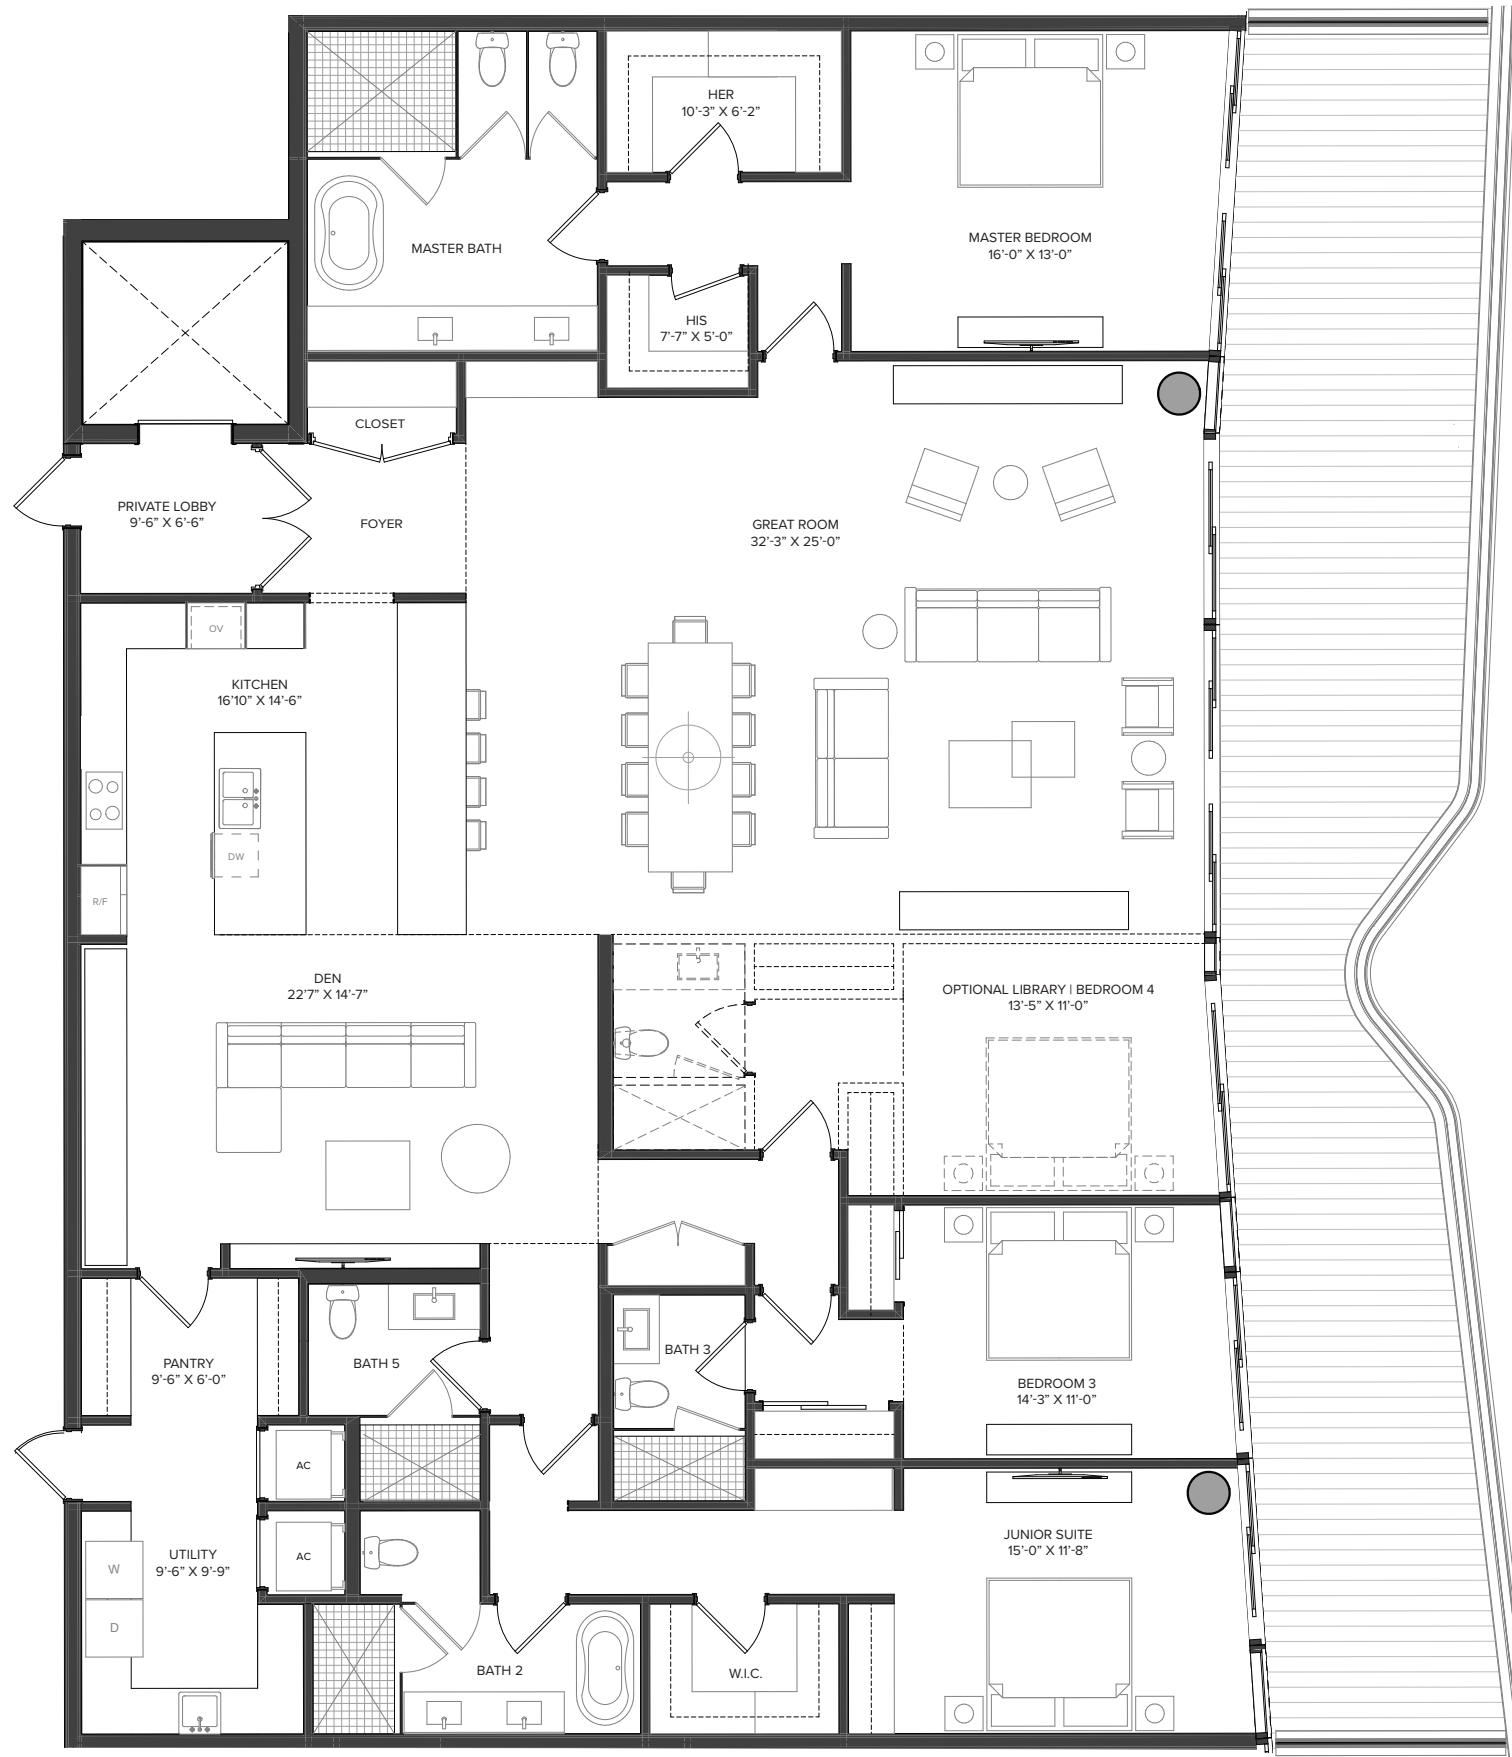 HER
10’-3” X 6’-2”
MASTER BATH
MASTER BEDROOM
16’-0” X 13’-0”
HIS
7’-7” X 5’-0”
CLOSET
PRIVATE LOBBY
9’-6” X 6’-6”
FOYER
GREAT ROOM
32’-3” X 25’-0”
OV
KITCHEN
16’10” X 14’-6”
DW
R/F
DEN
22’7” X 14’-7”
OPTIONAL LIBRARY | BEDROOM 4
13’-5” X 11’-0”
PANTRY
9’-6” X 6’-0”
BATH 5
BATH 3
BEDROOM 3
14’-3” X 11’-0”
AC
AC
UTILITY
9’-6” X 9’-9”
W
D
JUNIOR SUITE
15’-0” X 11’-8”
BATH 2
W.I.C.